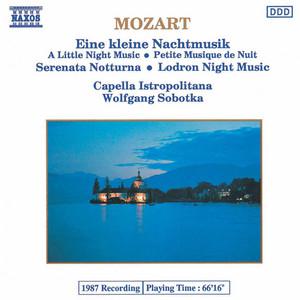 NAXOS
MOZART
DDD
Eine kleine Nachtmusik
A Little Night Music • Petite Musique de Nuit
Serenata Notturna • Lodron Night Music
Capella Istropolitana
Wolfgang Sobotka
1987 Recording | Playing Time : 66'16"